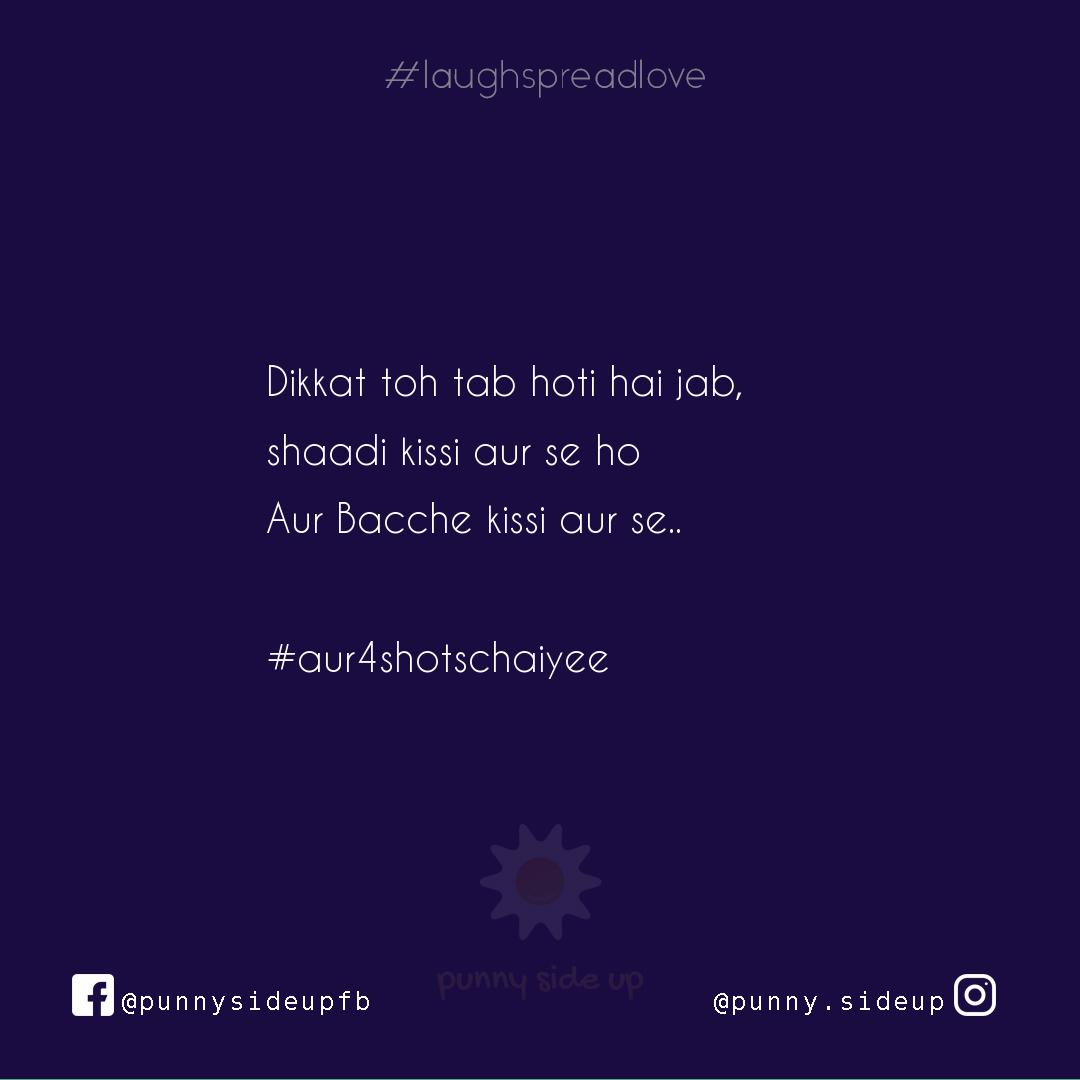 #laughspreadlove
Dikkat toh tab hoti hai jab,
shaadi kissi aur se ho
Aur Bacche kissi aur se..
#aur4shotschaiyee
punny side up
@punnysideupfb
@punny.sideup